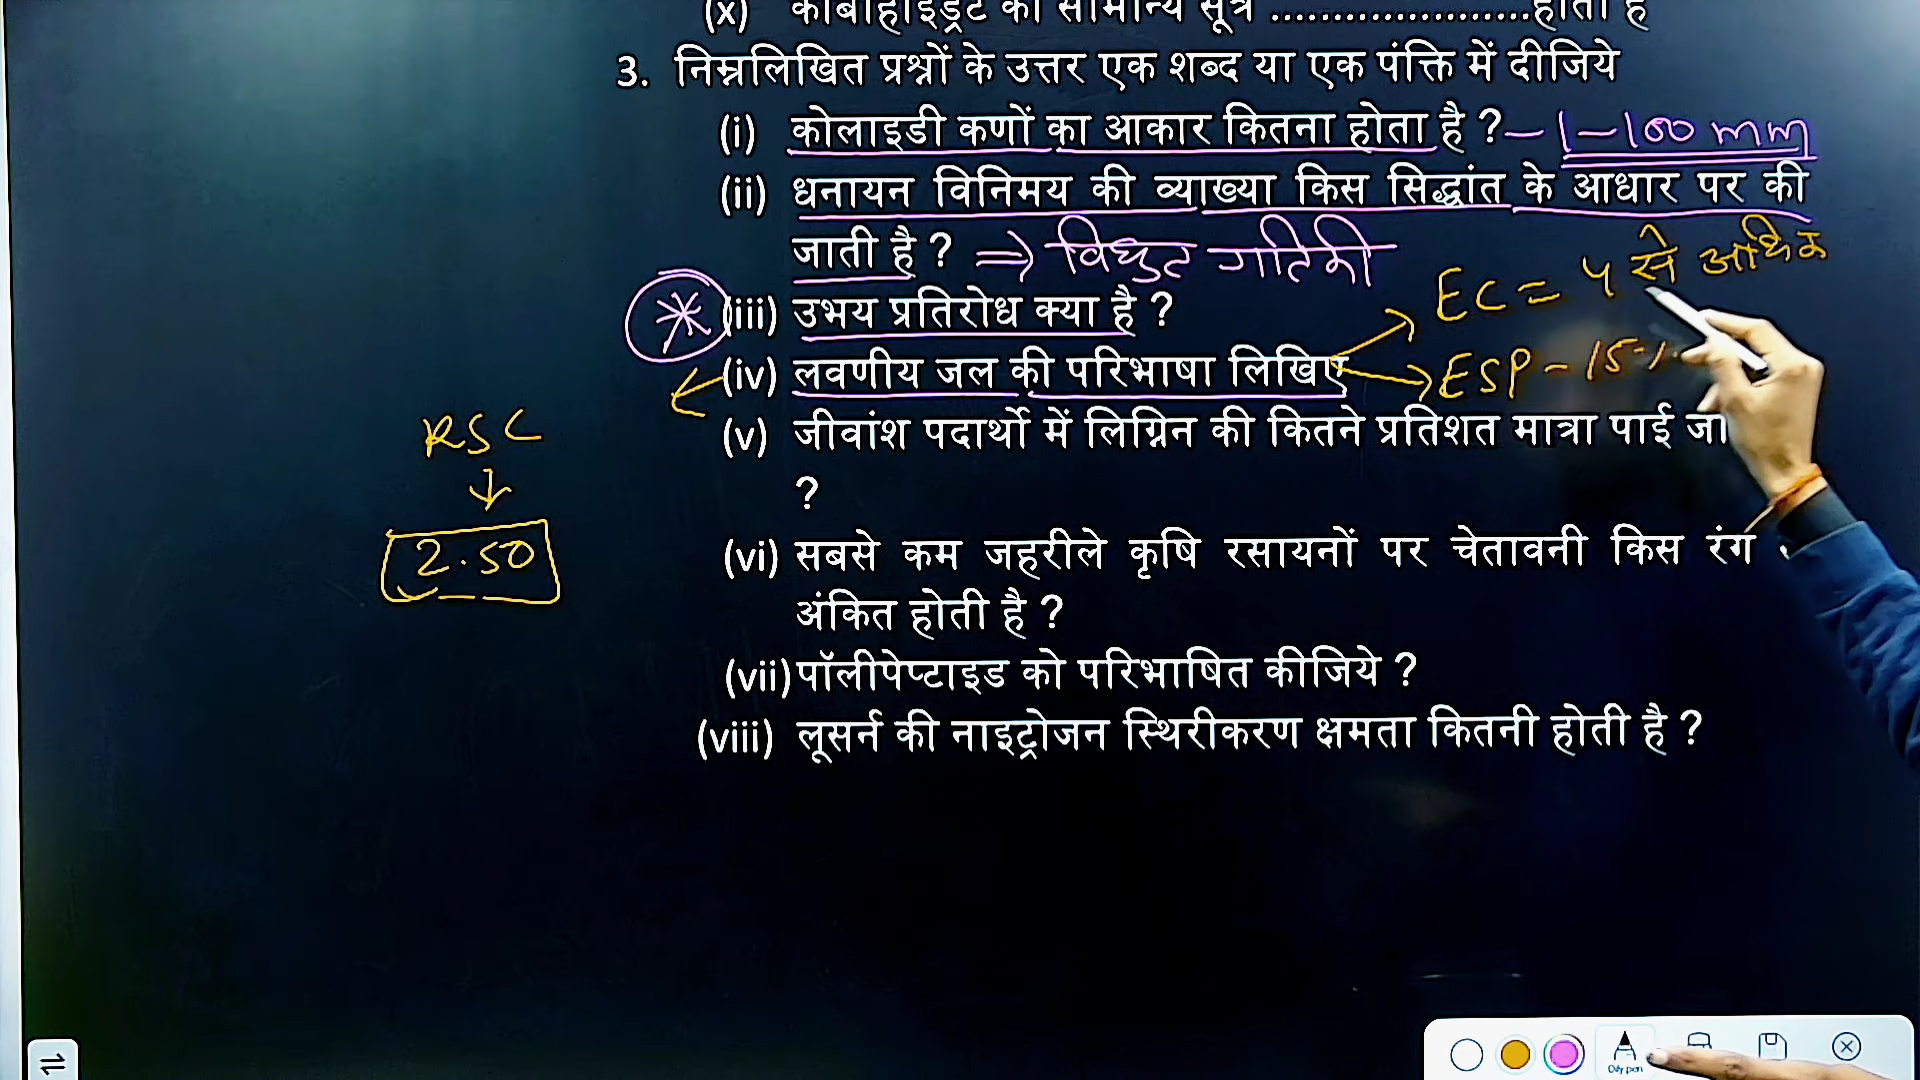 (x) कार्बोहाइड्रेट का सामान्य सूत्र .....................होता है
3. निम्नलिखित प्रश्नों के उत्तर एक शब्द या एक पंक्ति में दीजिये
(i) कोलाइडी कणों का आकार कितना होता है ? – 1 – 100 mm
(ii) धनायन विनिमय की व्याख्या किस सिद्धांत के आधार पर की
जाती है ? ⇒ विधुत गतिकी
EC = 4 से अधिक
(iii) उभय प्रतिरोध क्या है ?
ESP – 15%
(iv) लवणीय जल की परिभाषा लिखिए
RSC
(v) जीवांश पदार्थो में लिग्निन की कितने प्रतिशत मात्रा पाई
?
2.50
(vi) सबसे कम जहरीले कृषि रसायनों पर चेतावनी किस रंग
अंकित होती है ?
(vii) पॉलीपेप्टाइड को परिभाषित कीजिये ?
(viii) लूसर्न की नाइट्रोजन स्थिरीकरण क्षमता कितनी होती है ?